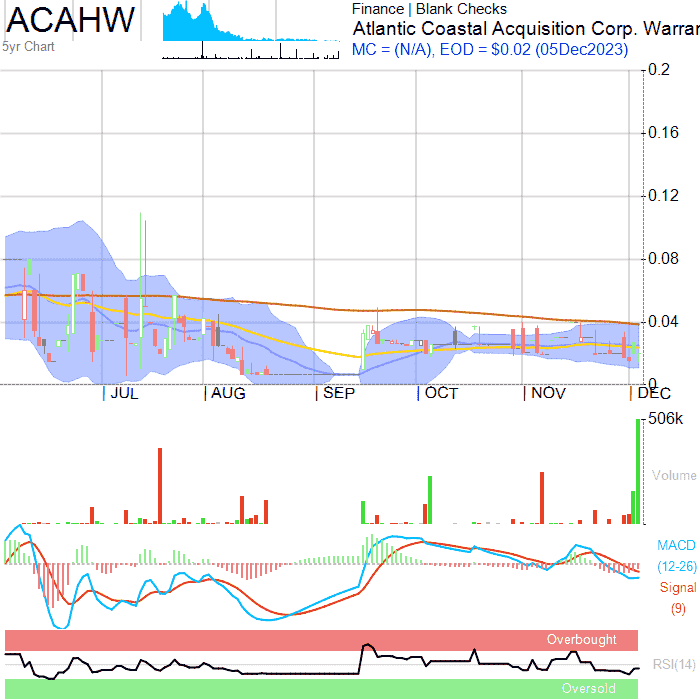 ACAHW
5yr Chart
Finance | Blank Checks
Atlantic Coastal Acquisition Corp. Warrar
MC = (N/A), EOD = $0.02 (05Dec2023)
0.2
0.16
0.12
0.08
0.04
0
| JUL | AUG | SEP | OCT | NOV | DEC
506k
Volume
MACD
(12-26)
Signal
(9)
Overbought
RSI(14)
Oversold